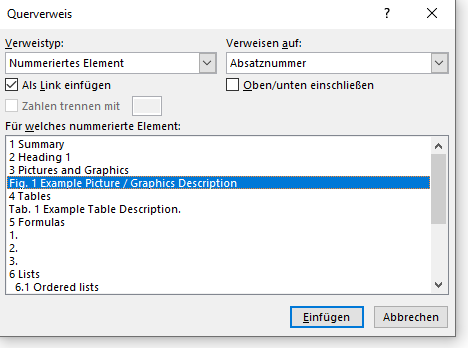 Querverweis ? ×
Verweistyp: Verweisen auf:
Nummeriertes Element Absatznummer
Als Link einfügen Oben/unten einschließen
Zahlen trennen mit
Für welches nummerierte Element:
1 Summary
2 Heading 1
3 Pictures and Graphics
Fig. 1 Example Picture / Graphics Description
4 Tables
Tab. 1 Example Table Description.
5 Formulas
1.
2.
3.
6 Lists
6.1 Ordered lists
Einfügen Abbrechen